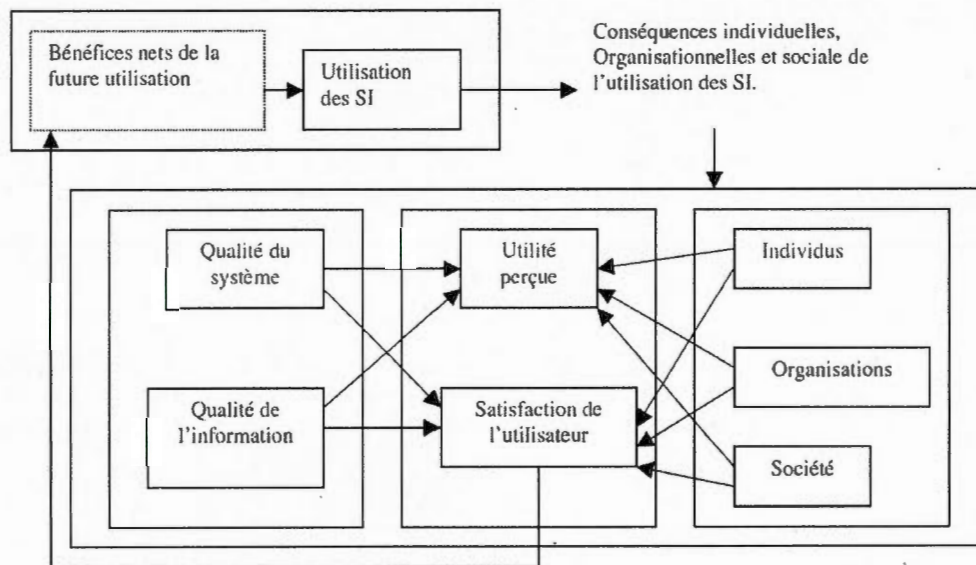 Bénéfices nets de la
future utilisation
Utilisation
des SI
Conséquences individuelles,
Organisationnelles et sociale de
l'utilisation des SI.
Qualité du
système
Utilité
perçue
Individus
Organisations
Qualité de
l'information
Satisfaction de
l'utilisateur
Société